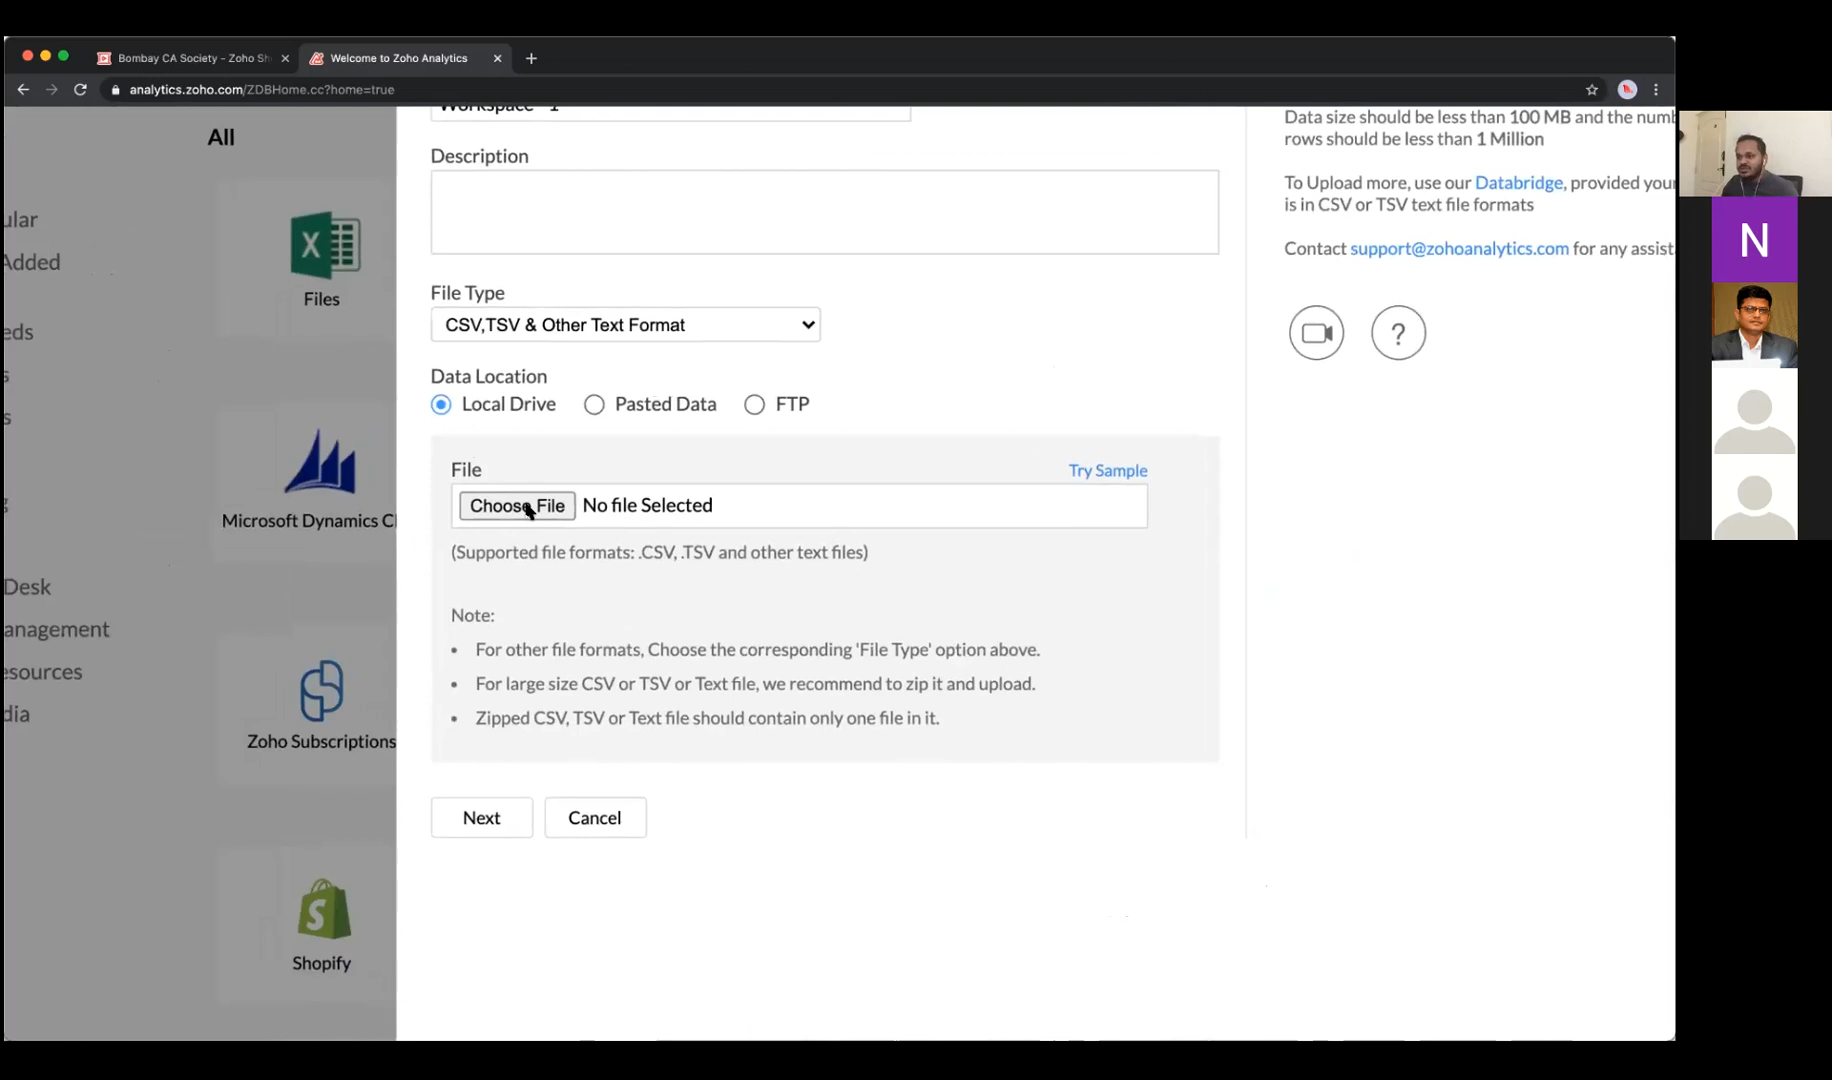 Bombay CA Society - Zoho Sh
Welcome to Zoho Analytics
analytics.zoho.com/ZDBHome.cc?home=true
All
ular
Added
eds
s
s
g
Desk
anagement
esources
dia
Files
Microsoft Dynamics C
Zoho Subscriptions
Shopify
Workspace - 1
Description
File Type
CSV,TSV & Other Text Format
Data Location
Local Drive
Pasted Data
FTP
File
Try Sample
Choose File No file Selected
(Supported file formats: .CSV, .TSV and other text files)
Note:
• For other file formats, Choose the corresponding 'File Type' option above.
• For large size CSV or TSV or Text file, we recommend to zip it and upload.
• Zipped CSV, TSV or Text file should contain only one file in it.
Next
Cancel
Data size should be less than 100 MB and the num
rows should be less than 1 Million
To Upload more, use our Databridge, provided your
is in CSV or TSV text file formats
Contact support@zohoanalytics.com for any assist
?
N